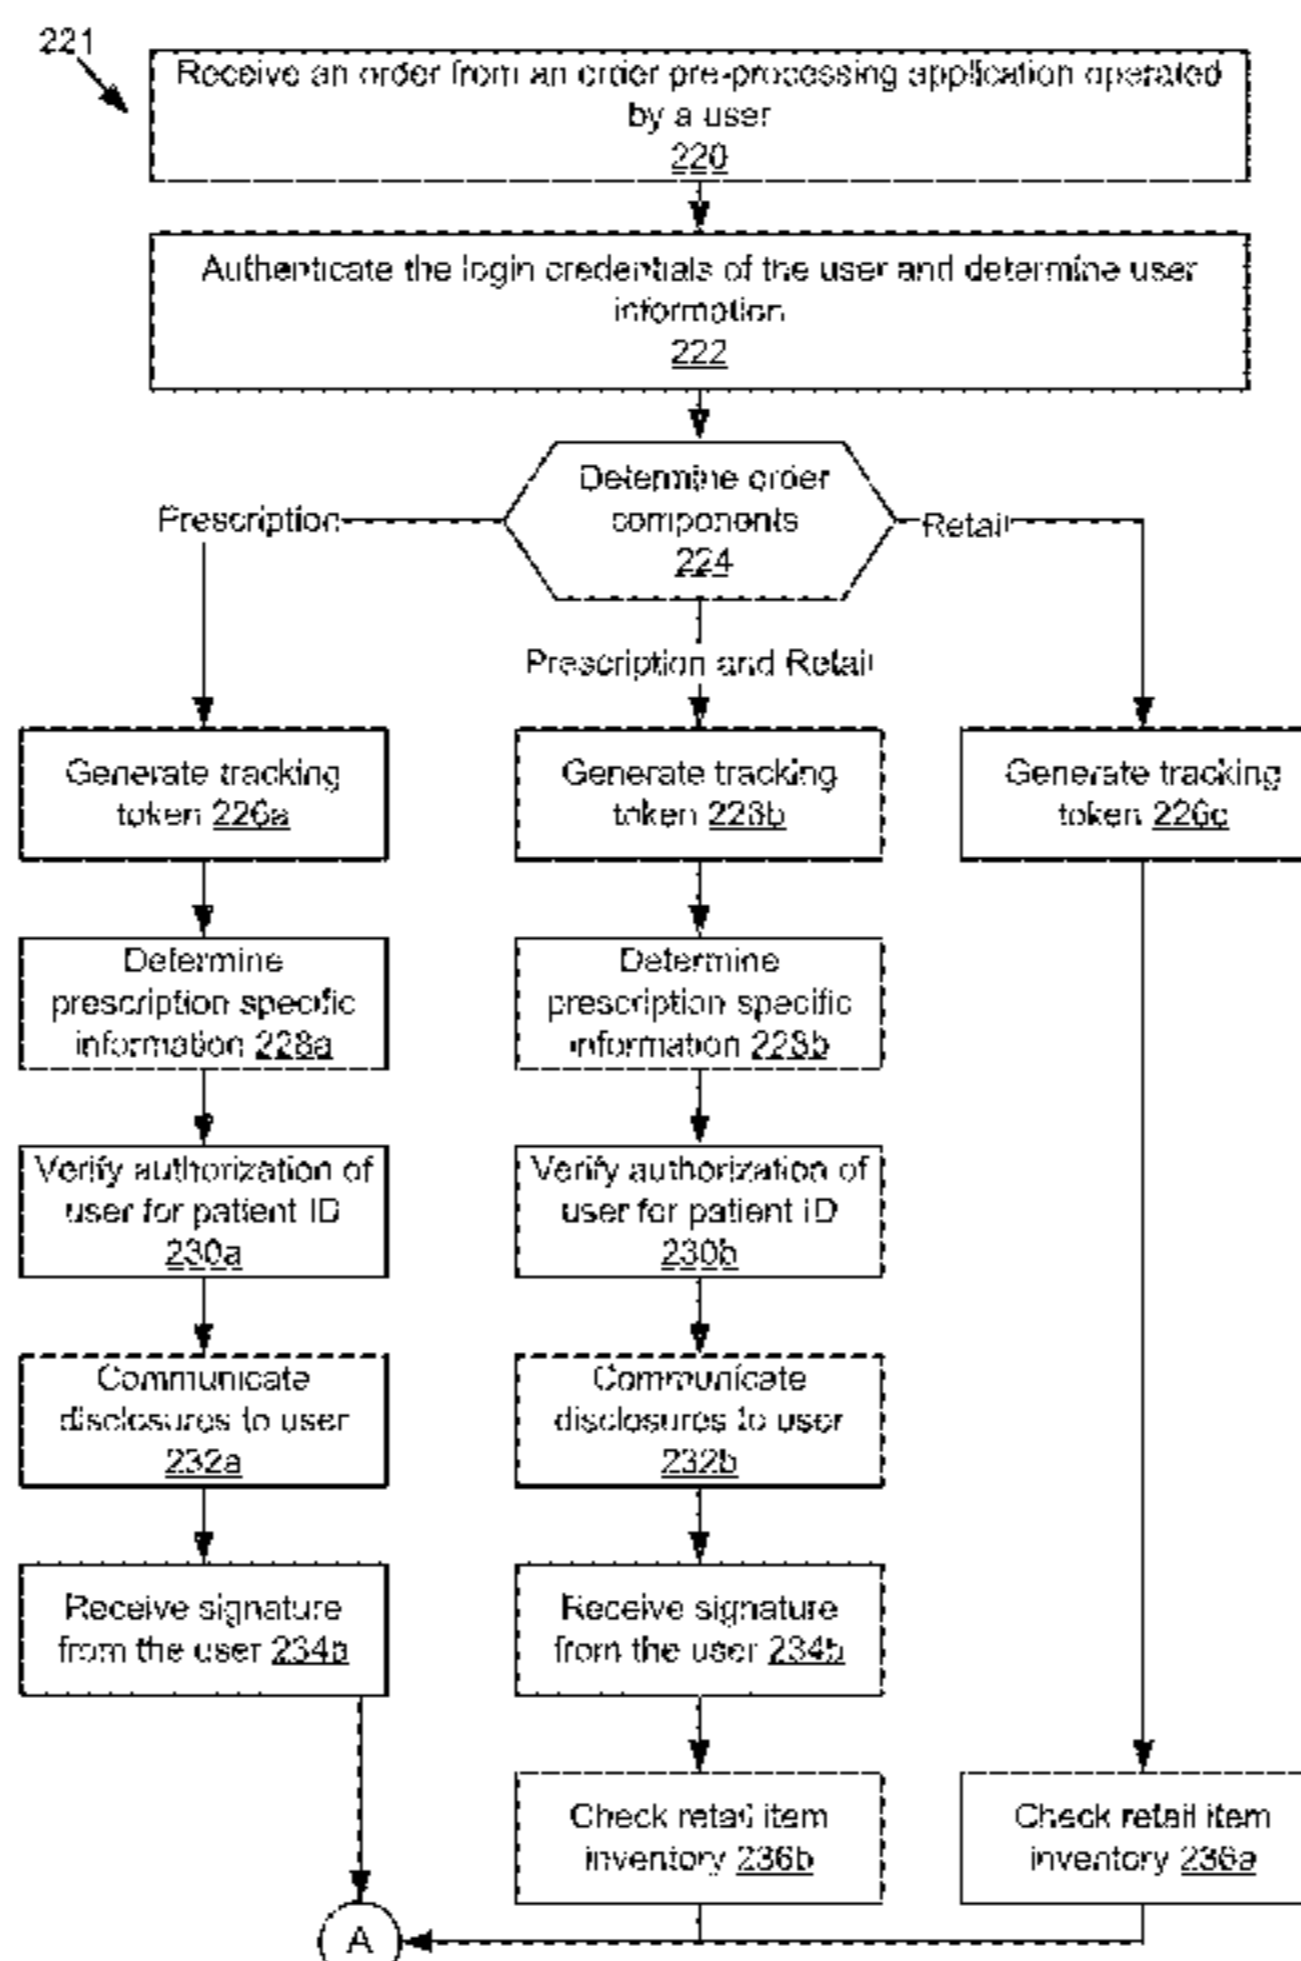 221
Receive an order from an order pre-processing application operated
by a user
220
Authenticate the login credentials of the user and determine user
information
222
Determine order
components
224
Prescription
Retail
Prescription and Retail
Generate tracking
token 226a
Generate tracking
token 226b
Generate tracking
token 226c
Determine
prescription specific
information 228a
Determine
prescription specific
information 228b
Verify authorization of
user for patient ID
230a
Verify authorization of
user for patient ID
230b
Communicate
disclosures to user
232a
Communicate
disclosures to user
232b
Receive signature
from the user 234a
Receive signature
from the user 234b
Check retail item
inventory 236b
Check retail item
inventory 236a
A